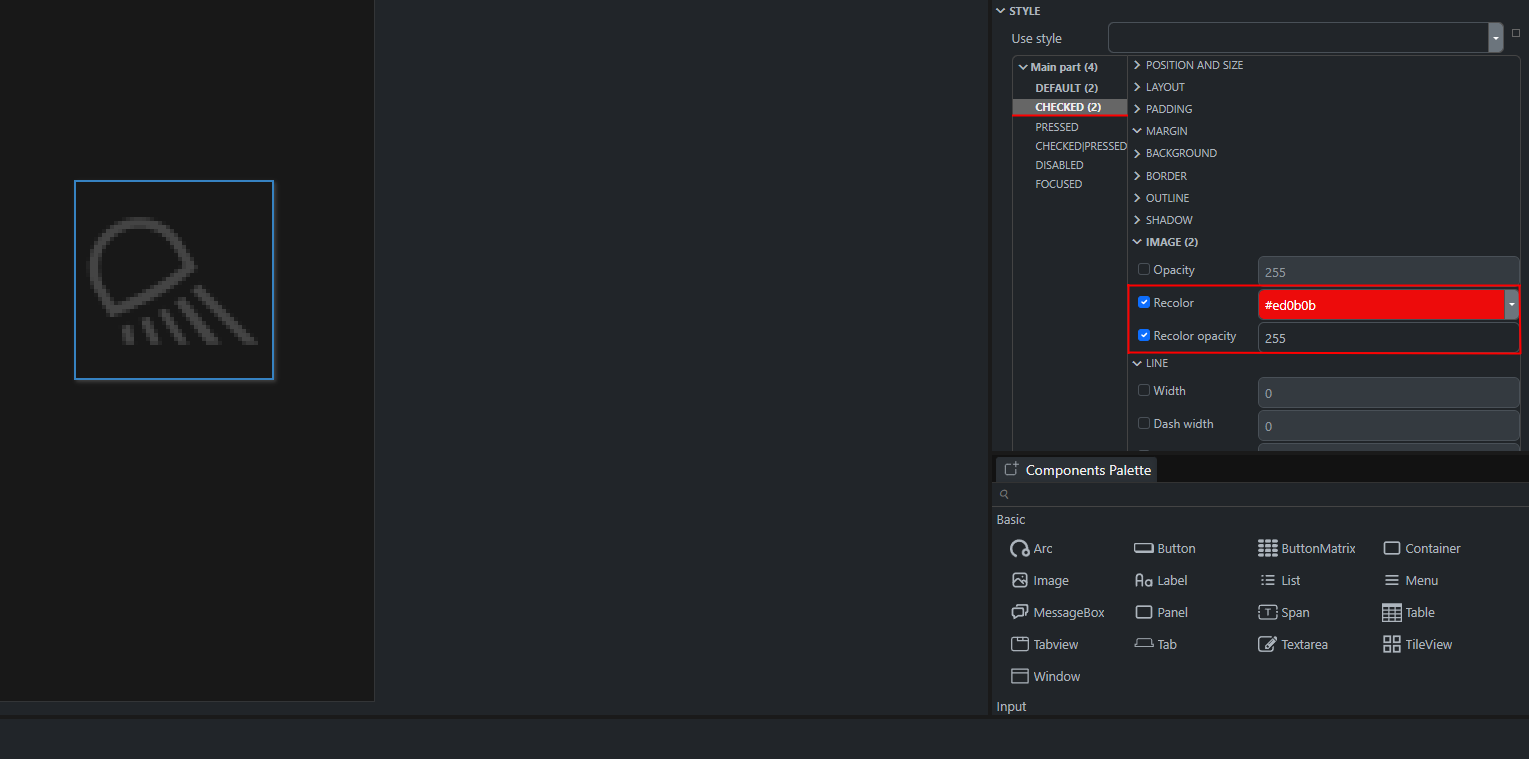 STYLE
Use style
Main part (4)
DEFAULT (2)
CHECKED (2)
PRESSED
CHECKED|PRESSED
DISABLED
FOCUSED
POSITION AND SIZE
LAYOUT
PADDING
MARGIN
BACKGROUND
BORDER
OUTLINE
SHADOW
IMAGE (2)
Opacity 255
Recolor #ed0b0b
Recolor opacity 255
LINE
Width 0
Dash width 0
Components Palette
Basic
Arc Button ButtonMatrix Container
Image Label List Menu
MessageBox Panel Span Table
Tabview Tab Textarea TileView
Window
Input